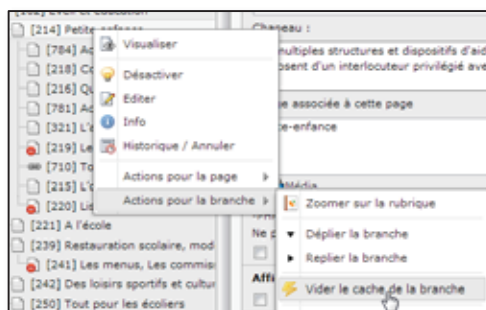 [214] Petite enfance
Chapeau :
[784] Ac
Visualiser
multiples structures et dispositifs d'aid
[218] Co
osent d'un interlocuteur privilégié ave
[216] Qu
Désactiver
[781] Ac
Editer
e associée à cette page
[321] L'a
Info
te-enfance
[219] Le
Historique / Annuler
[710] To
Actions pour la page
[215] L'o
Média
[220] Lis
Actions pour la branche
Zoomer sur la rubrique
[221] A l'école
Ne p
Déplier la branche
[239] Restauration scolaire, mod
Replier la branche
[241] Les menus, Les commis
Affi
[242] Des loisirs sportifs et cultur
Vider le cache de la branche
[250] Tout pour les écoliers